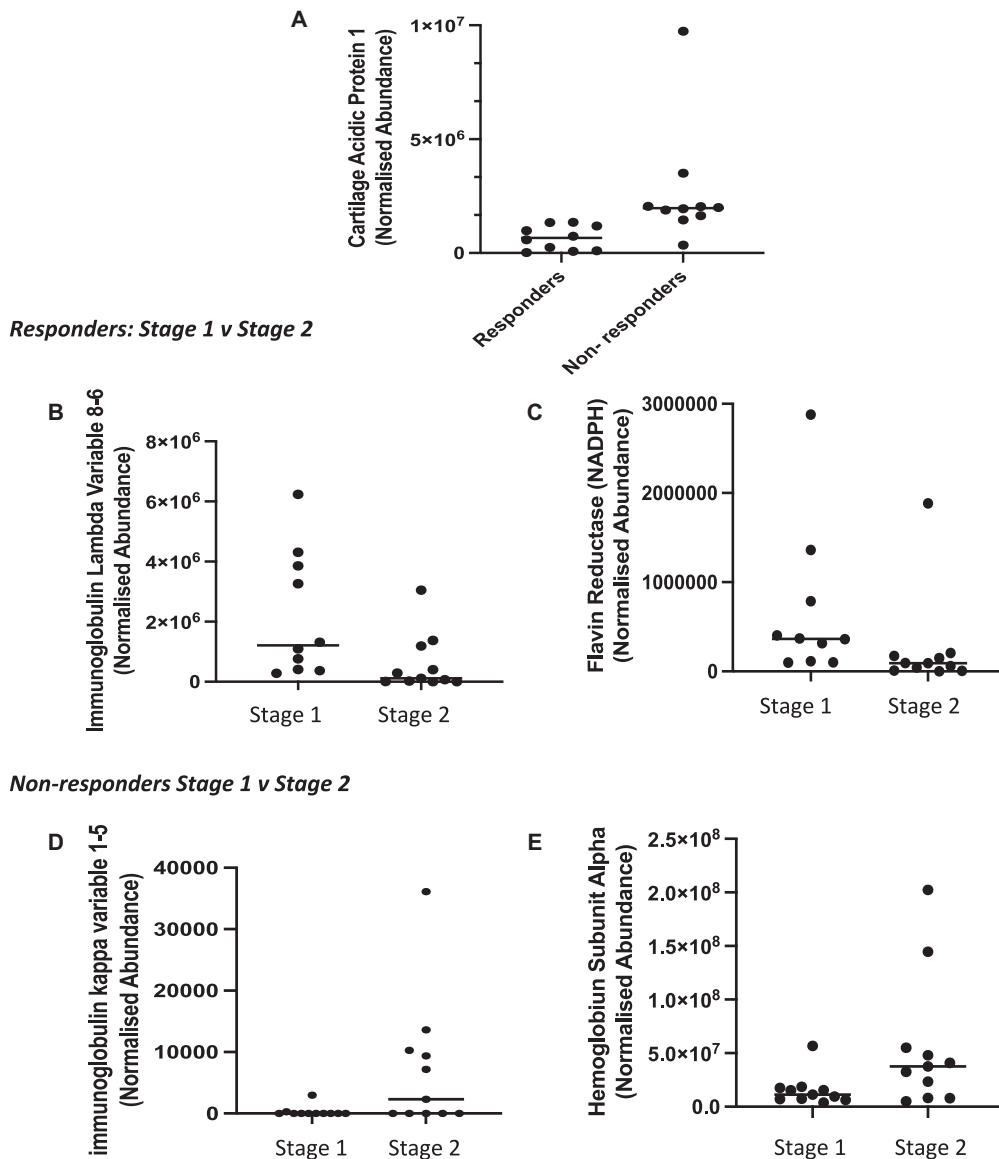 A
Cartilage Acidic Protein 1
(Normalised Abundance)
1×10⁷
5×10⁶
0
Responders
Non- responders
Responders: Stage 1 v Stage 2
B
Immunoglobulin Lambda Variable 8-6
(Normalised Abundance)
8×10⁶
6×10⁶
4×10⁶
2×10⁶
0
Stage 1
Stage 2
C
Flavin Reductase (NADPH)
(Normalised Abundance)
3000000
2000000
1000000
0
Stage 1
Stage 2
Non-responders Stage 1 v Stage 2
D
immunoglobulin kappa variable 1-5
(Normalised Abundance)
40000
30000
20000
10000
0
Stage 1
Stage 2
E
Hemoglobiun Subunit Alpha
(Normalised Abundance)
2.5×10⁸
2.0×10⁸
1.5×10⁸
1.0×10⁸
5.0×10⁷
0.0
Stage 1
Stage 2